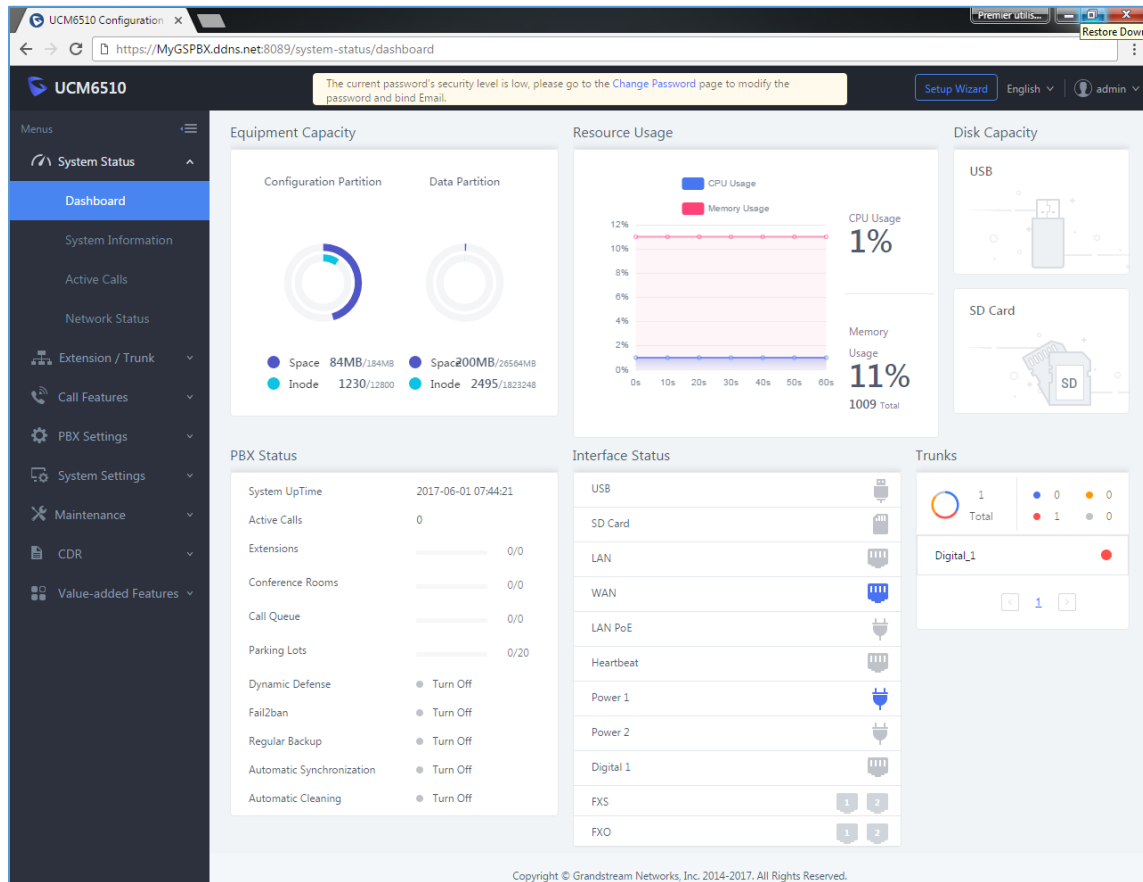 UCM6510 Configuration
Premier utilis...
Restore Down
https://MyGSPBX.ddns.net:8089/system-status/dashboard
UCM6510
The current password's security level is low, please go to the Change Password page to modify the
password and bind Email.
Setup Wizard
English
admin
Menus
System Status
Dashboard
System Information
Active Calls
Network Status
Extension / Trunk
Call Features
PBX Settings
System Settings
Maintenance
CDR
Value-added Features
Equipment Capacity
Configuration Partition
Data Partition
Space 84MB/184MB
Inode 1230/12800
Space 200MB/26564MB
Inode 2495/1823248
Resource Usage
CPU Usage
Memory Usage
12%
10%
8%
6%
4%
2%
0%
0s 10s 20s 30s 40s 50s 60s
CPU Usage
1%
Memory
Usage
11%
1009 Total
Disk Capacity
USB
SD Card
SD
PBX Status
System UpTime 2017-06-01 07:44:21
Active Calls 0
Extensions 0/0
Conference Rooms 0/0
Call Queue 0/0
Parking Lots 0/20
Dynamic Defense Turn Off
Fail2ban Turn Off
Regular Backup Turn Off
Automatic Synchronization Turn Off
Automatic Cleaning Turn Off
Interface Status
USB
SD Card
LAN
WAN
LAN PoE
Heartbeat
Power 1
Power 2
Digital 1
FXS 1 2
FXO 1 2
Trunks
1
Total
0 0
1 0
Digital_1
< 1 >
Copyright © Grandstream Networks, Inc. 2014-2017. All Rights Reserved.